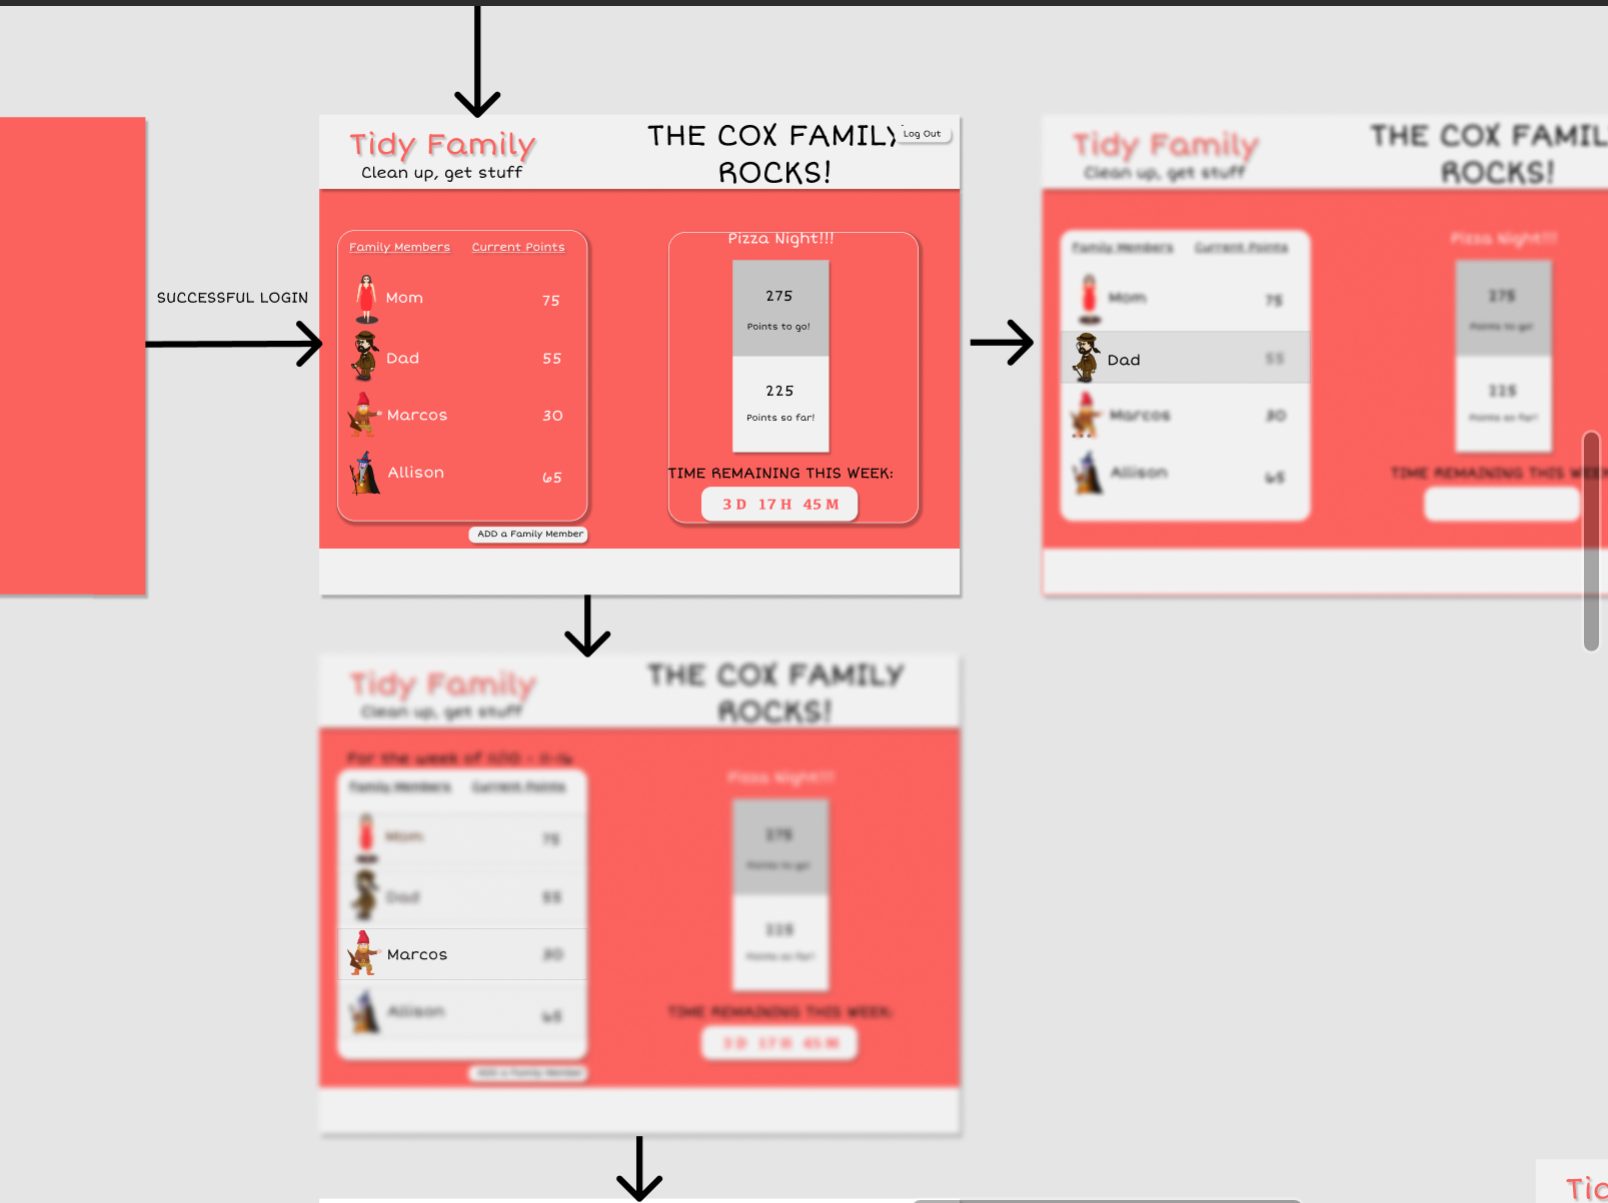 SUCCESSFUL LOGIN
Tidy Family
Clean up, get stuff
THE COX FAMILY
ROCKS!
Log Out
Family Members Current Points
Mom 75
Dad 55
Marcos 30
Allison 65
ADD a Family Member
Pizza Night!!!
275
Points to go!
225
Points so far!
TIME REMAINING THIS WEEK:
3 D 17 H 45 M
Tidy Family
Clean up, get stuff
THE COX FAMIL
ROCKS!
Family Members Current Points
Mom 75
Dad 55
Marcos 30
Allison 65
Pizza Night!!!
275
Points to go!
225
Points so far!
TIME REMAINING THIS WEEK
Tidy Family
Clean up, get stuff
THE COX FAMILY
ROCKS!
For the week of
Family Members Current Points
Mom 75
Dad 55
Marcos 30
Allison 65
ADD a Family Member
Pizza Night!!!
275
Points to go!
225
Points so far!
TIME REMAINING THIS WEEK:
3 D 17 H 45 M
Tid